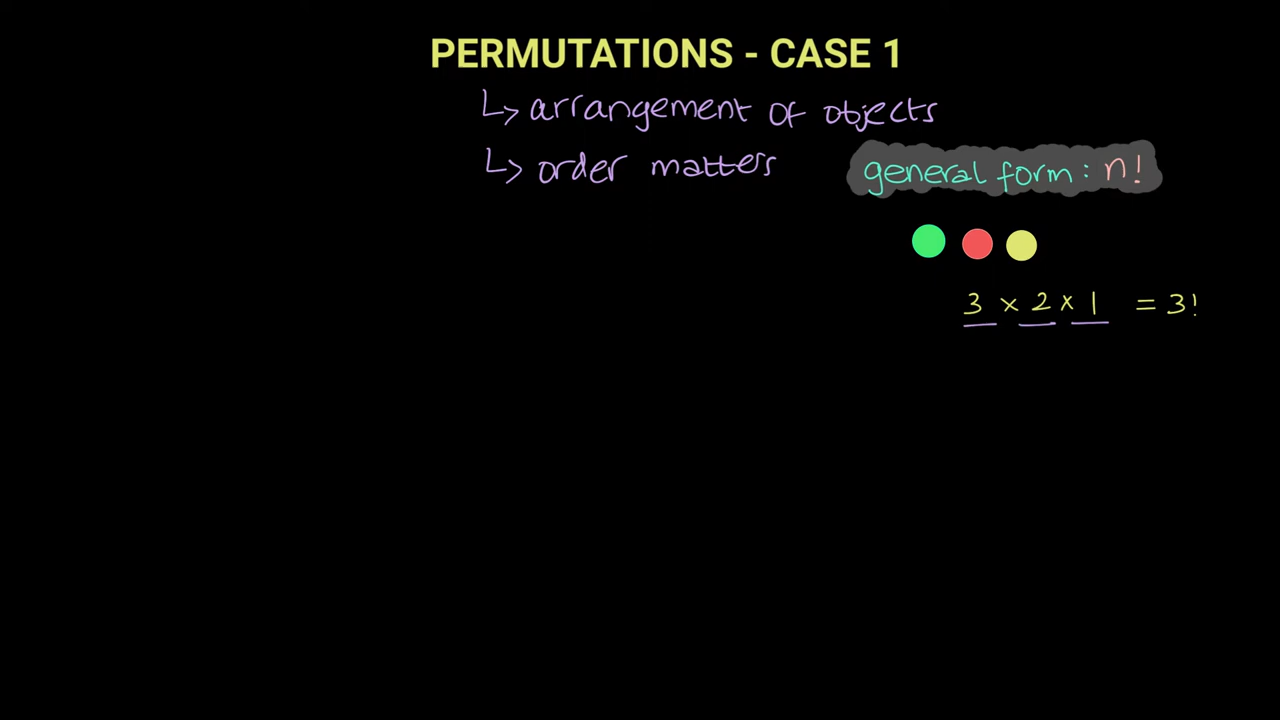 PERMUTATIONS - CASE 1
↳ arrangement of objects
↳ order matters
general form: n!
3 × 2 × 1 = 3!